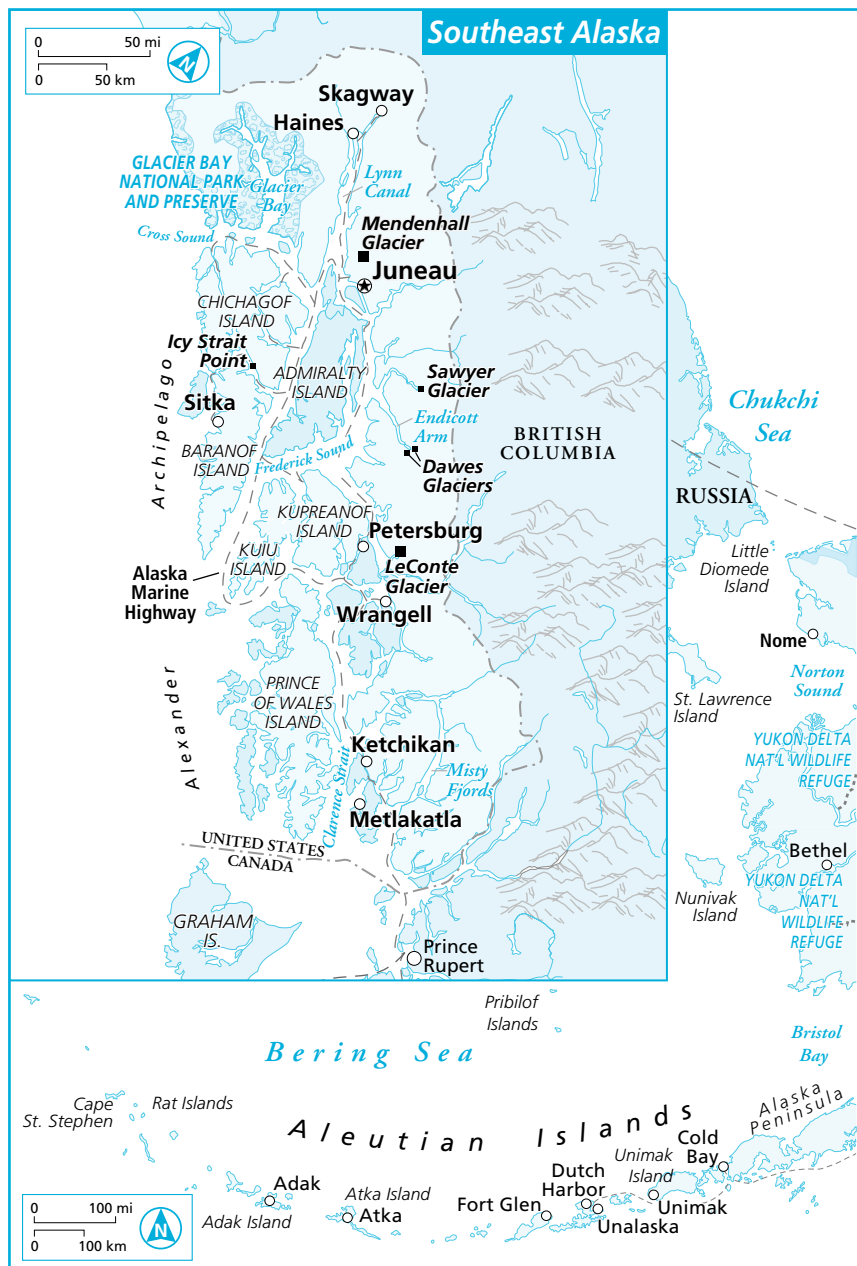 Southeast Alaska
0 50 mi
0 50 km
N
Skagway
Haines
GLACIER BAY
NATIONAL PARK
AND PRESERVE
Glacier
Bay
Lynn
Canal
Cross Sound
Mendenhall
Glacier
Juneau
CHICHAGOF
ISLAND
Icy Strait
Point
ADMIRALTY
ISLAND
Sawyer
Glacier
Sitka
Endicott
Arm
BARANOF
ISLAND
Frederick Sound
Dawes
Glaciers
BRITISH
COLUMBIA
Archipelago
KUPREANOF
ISLAND
Petersburg
KUIU
ISLAND
LeConte
Glacier
Alaska
Marine
Highway
Wrangell
Alexander
PRINCE
OF WALES
ISLAND
Ketchikan
Misty
Fjords
Clarence Strait
Metlakatla
UNITED STATES
CANADA
GRAHAM
IS.
Prince
Rupert
Chukchi
Sea
RUSSIA
Little
Diomede
Island
Nome
Norton
Sound
St. Lawrence
Island
YUKON DELTA
NAT'L WILDLIFE
REFUGE
Bethel
YUKON DELTA
NAT'L
WILDLIFE
REFUGE
Nunivak
Island
Pribilof
Islands
Bristol
Bay
Bering Sea
Cape
St. Stephen
Rat Islands
Aleutian Islands
Alaska
Peninsula
Cold
Bay
Unimak
Island
Dutch
Harbor
Adak
Adak Island
Atka Island
Atka
Fort Glen
Unalaska
Unimak
0 100 mi
0 100 km
N